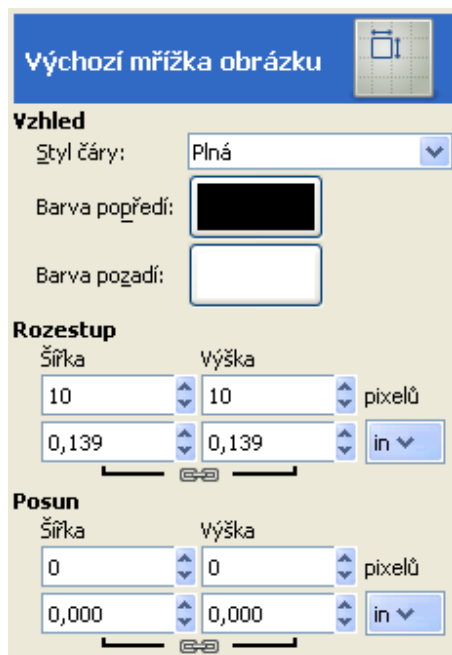 Výchozí mřížka obrázku
Vzhled
Styl čáry: Plná
Barva popředí:
Barva pozadí:
Rozestup
Šířka Výška
10 10 pixelů
0,139 0,139 in
Posun
Šířka Výška
0 0 pixelů
0,000 0,000 in